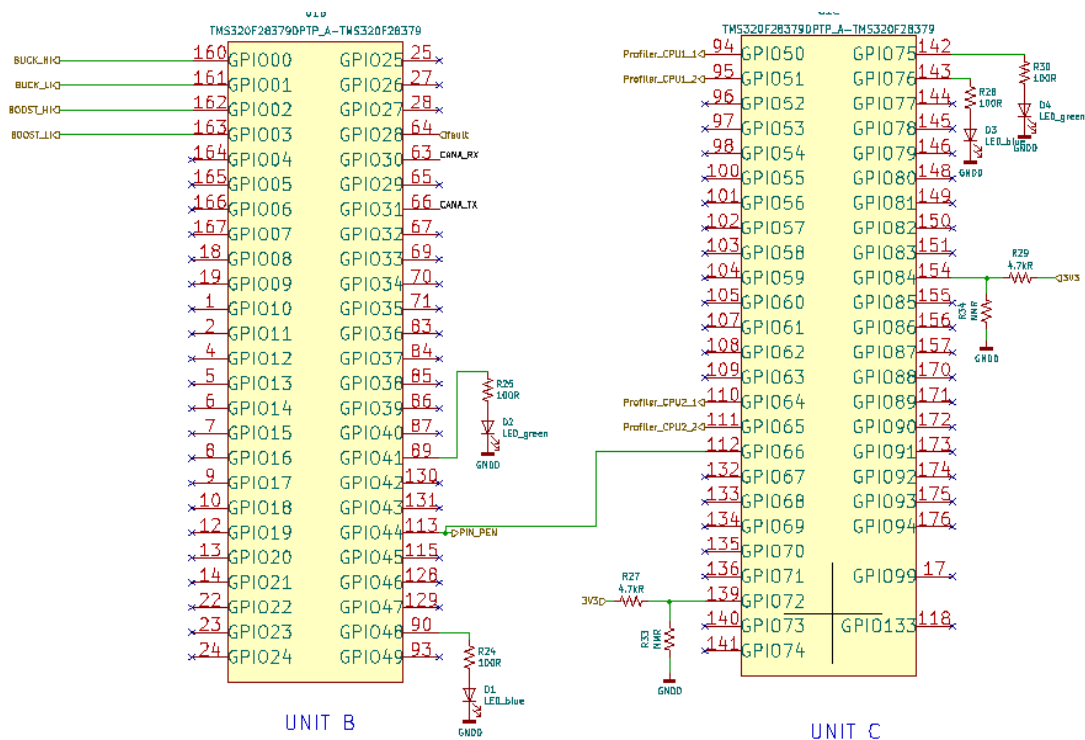 TMS320F28379DPTP_A-TMS320F28379
BUCK_HI 160 GPIO00 GPIO25 25
BUCK_LI 161 GPIO01 GPIO26 27
BOOST_HI 162 GPIO02 GPIO27 28
BOOST_LI 163 GPIO03 GPIO28 64 fault
164 GPIO04 GPIO30 63 CANA_RX
165 GPIO05 GPIO29 65
166 GPIO06 GPIO31 66 CANA_TX
167 GPIO07 GPIO32 67
18 GPIO08 GPIO33 69
19 GPIO09 GPIO34 70
1 GPIO10 GPIO35 71
2 GPIO11 GPIO36 83
4 GPIO12 GPIO37 84
5 GPIO13 GPIO38 85
6 GPIO14 GPIO39 86
7 GPIO15 GPIO40 87
8 GPIO16 GPIO41 89
9 GPIO17 GPIO42 130
10 GPIO18 GPIO43 131
12 GPIO19 GPIO44 113 PIN_PEN
13 GPIO20 GPIO45 115
14 GPIO21 GPIO46 128
22 GPIO22 GPIO47 129
23 GPIO23 GPIO48 90
24 GPIO24 GPIO49 93
R25
100R
D2
LED_green
GNDD
R24
100R
D1
LED_blue
GNDD
UNIT B
TMS320F28379DPTP_A-TMS320F28379
Profiler_CPU1_1 94 GPIO50 GPIO75 142
Profiler_CPU1_2 95 GPIO51 GPIO76 143
96 GPIO52 GPIO77 144
97 GPIO53 GPIO78 145
98 GPIO54 GPIO79 146
100 GPIO55 GPIO80 148
101 GPIO56 GPIO81 149
102 GPIO57 GPIO82 150
103 GPIO58 GPIO83 151
104 GPIO59 GPIO84 154
105 GPIO60 GPIO85 155
107 GPIO61 GPIO86 156
108 GPIO62 GPIO87 157
109 GPIO63 GPIO88 170
Profiler_CPU2_1 110 GPIO64 GPIO89 171
Profiler_CPU2_2 111 GPIO65 GPIO90 172
112 GPIO66 GPIO91 173
132 GPIO67 GPIO92 174
133 GPIO68 GPIO93 175
134 GPIO69 GPIO94 176
135 GPIO70
136 GPIO71 GPIO99 17
139 GPIO72
140 GPIO73 GPIO133 118
141 GPIO74
R30
100R
D4
LED_green
GNDD
R28
100R
D3
LED_blue
GNDD
R29
4.7kR
3V3
R34
NMR
GNDD
R27
4.7kR
3V3
R33
NMR
GNDD
UNIT C